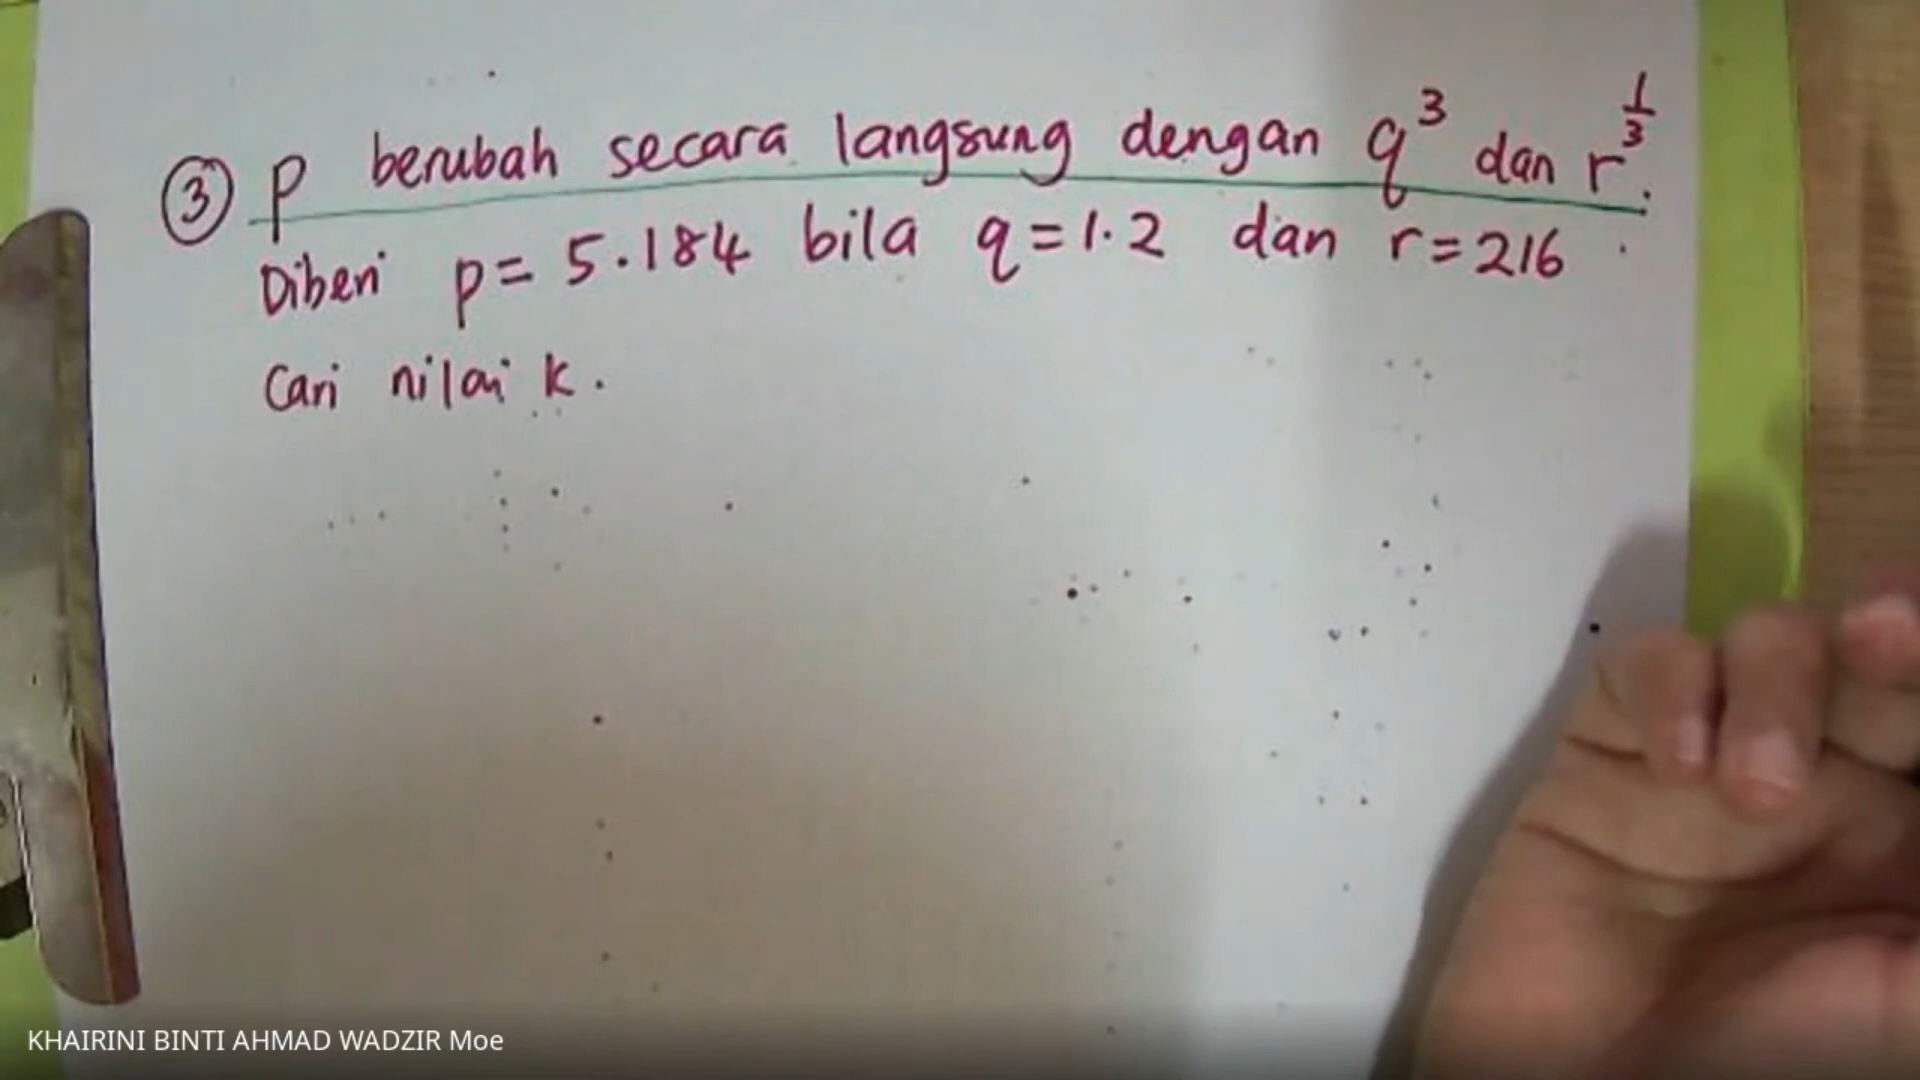 ③ p berubah secara langsung dengan q³ dan r^⅓.
Diberi p = 5.184 bila q = 1.2 dan r = 216
Cari nilai k.
KHAIRINI BINTI AHMAD WADZIR Moe